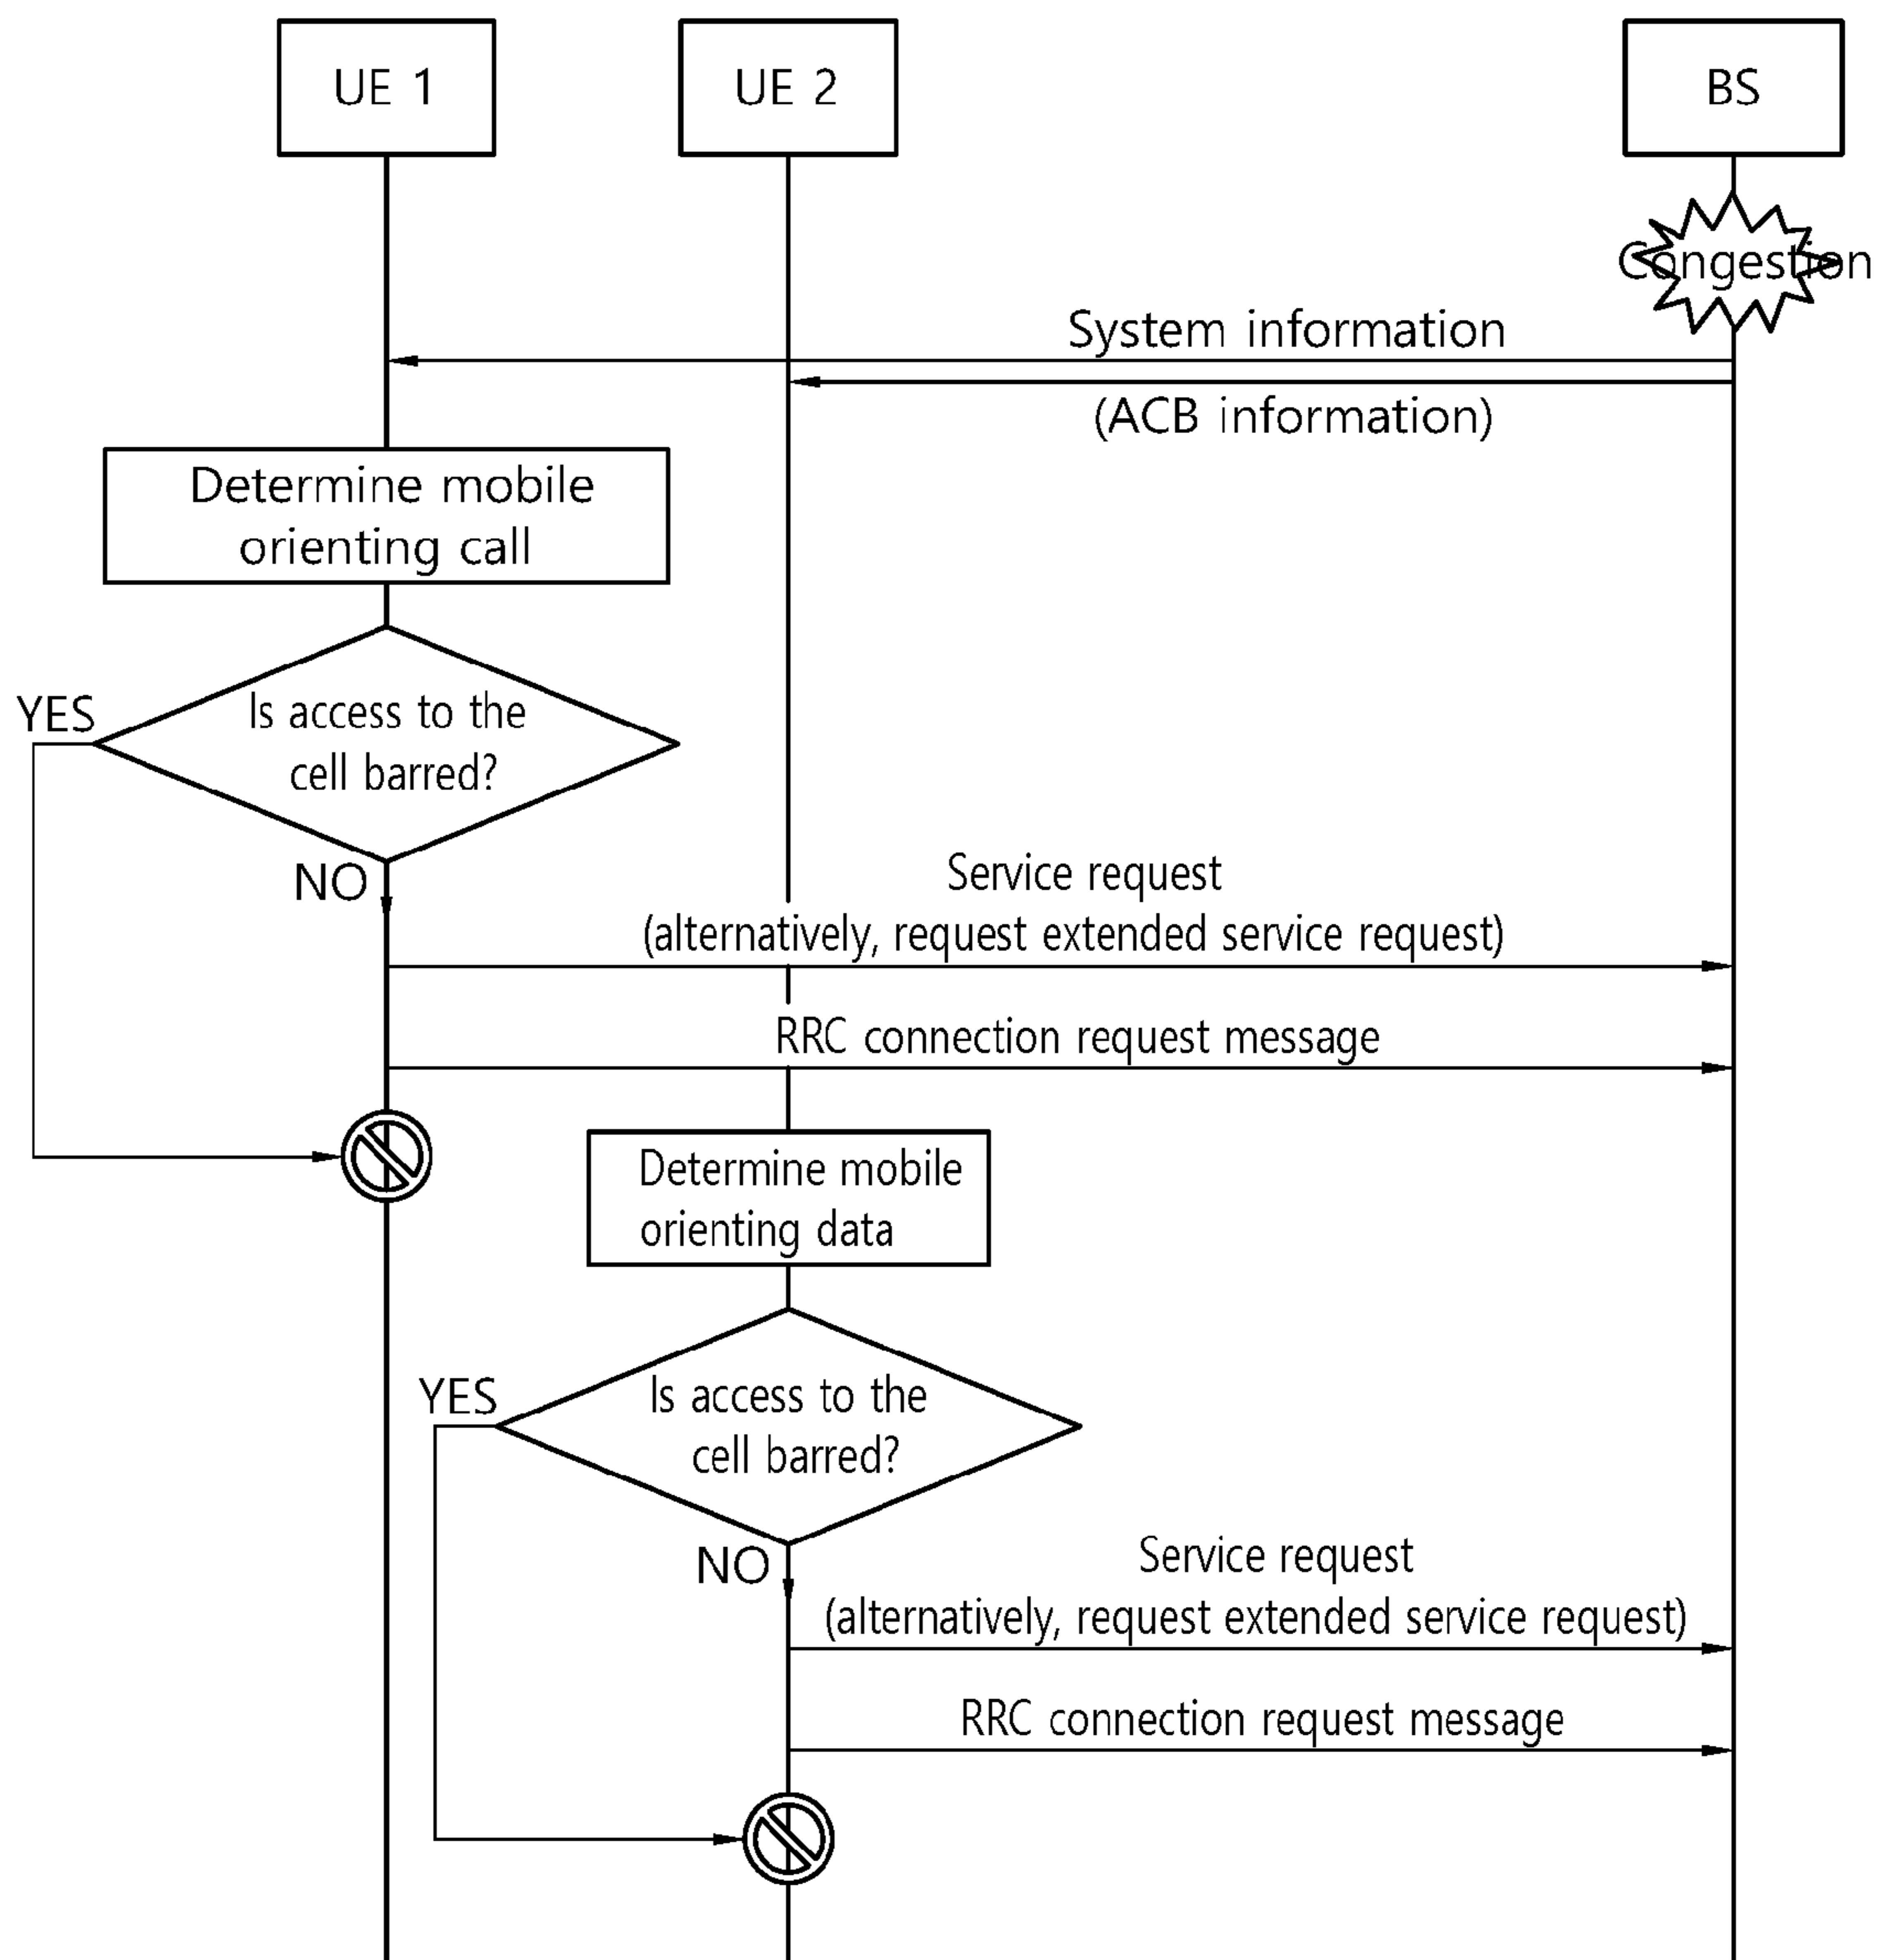 UE 1
UE 2
BS
Congestion
System information
(ACB information)
Determine mobile
orienting call
Is access to the
cell barred?
YES
NO
Service request
(alternatively, request extended service request)
RRC connection request message
Determine mobile
orienting data
Is access to the
cell barred?
YES
NO
Service request
(alternatively, request extended service request)
RRC connection request message